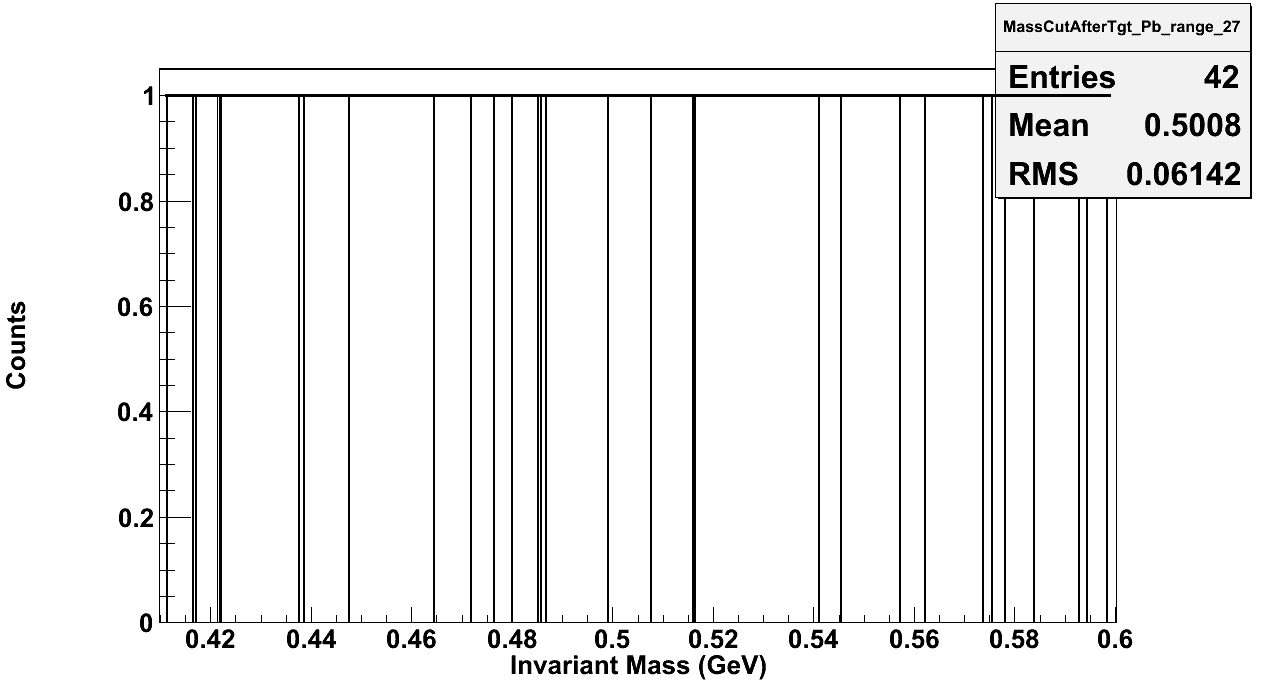 MassCutAfterTgt_Pb_range_27
Entries 42
Mean 0.5008
RMS 0.06142
1
0.8
0.6
0.4
0.2
0
Counts
0.42 0.44 0.46 0.48 0.5 0.52 0.54 0.56 0.58 0.6
Invariant Mass (GeV)